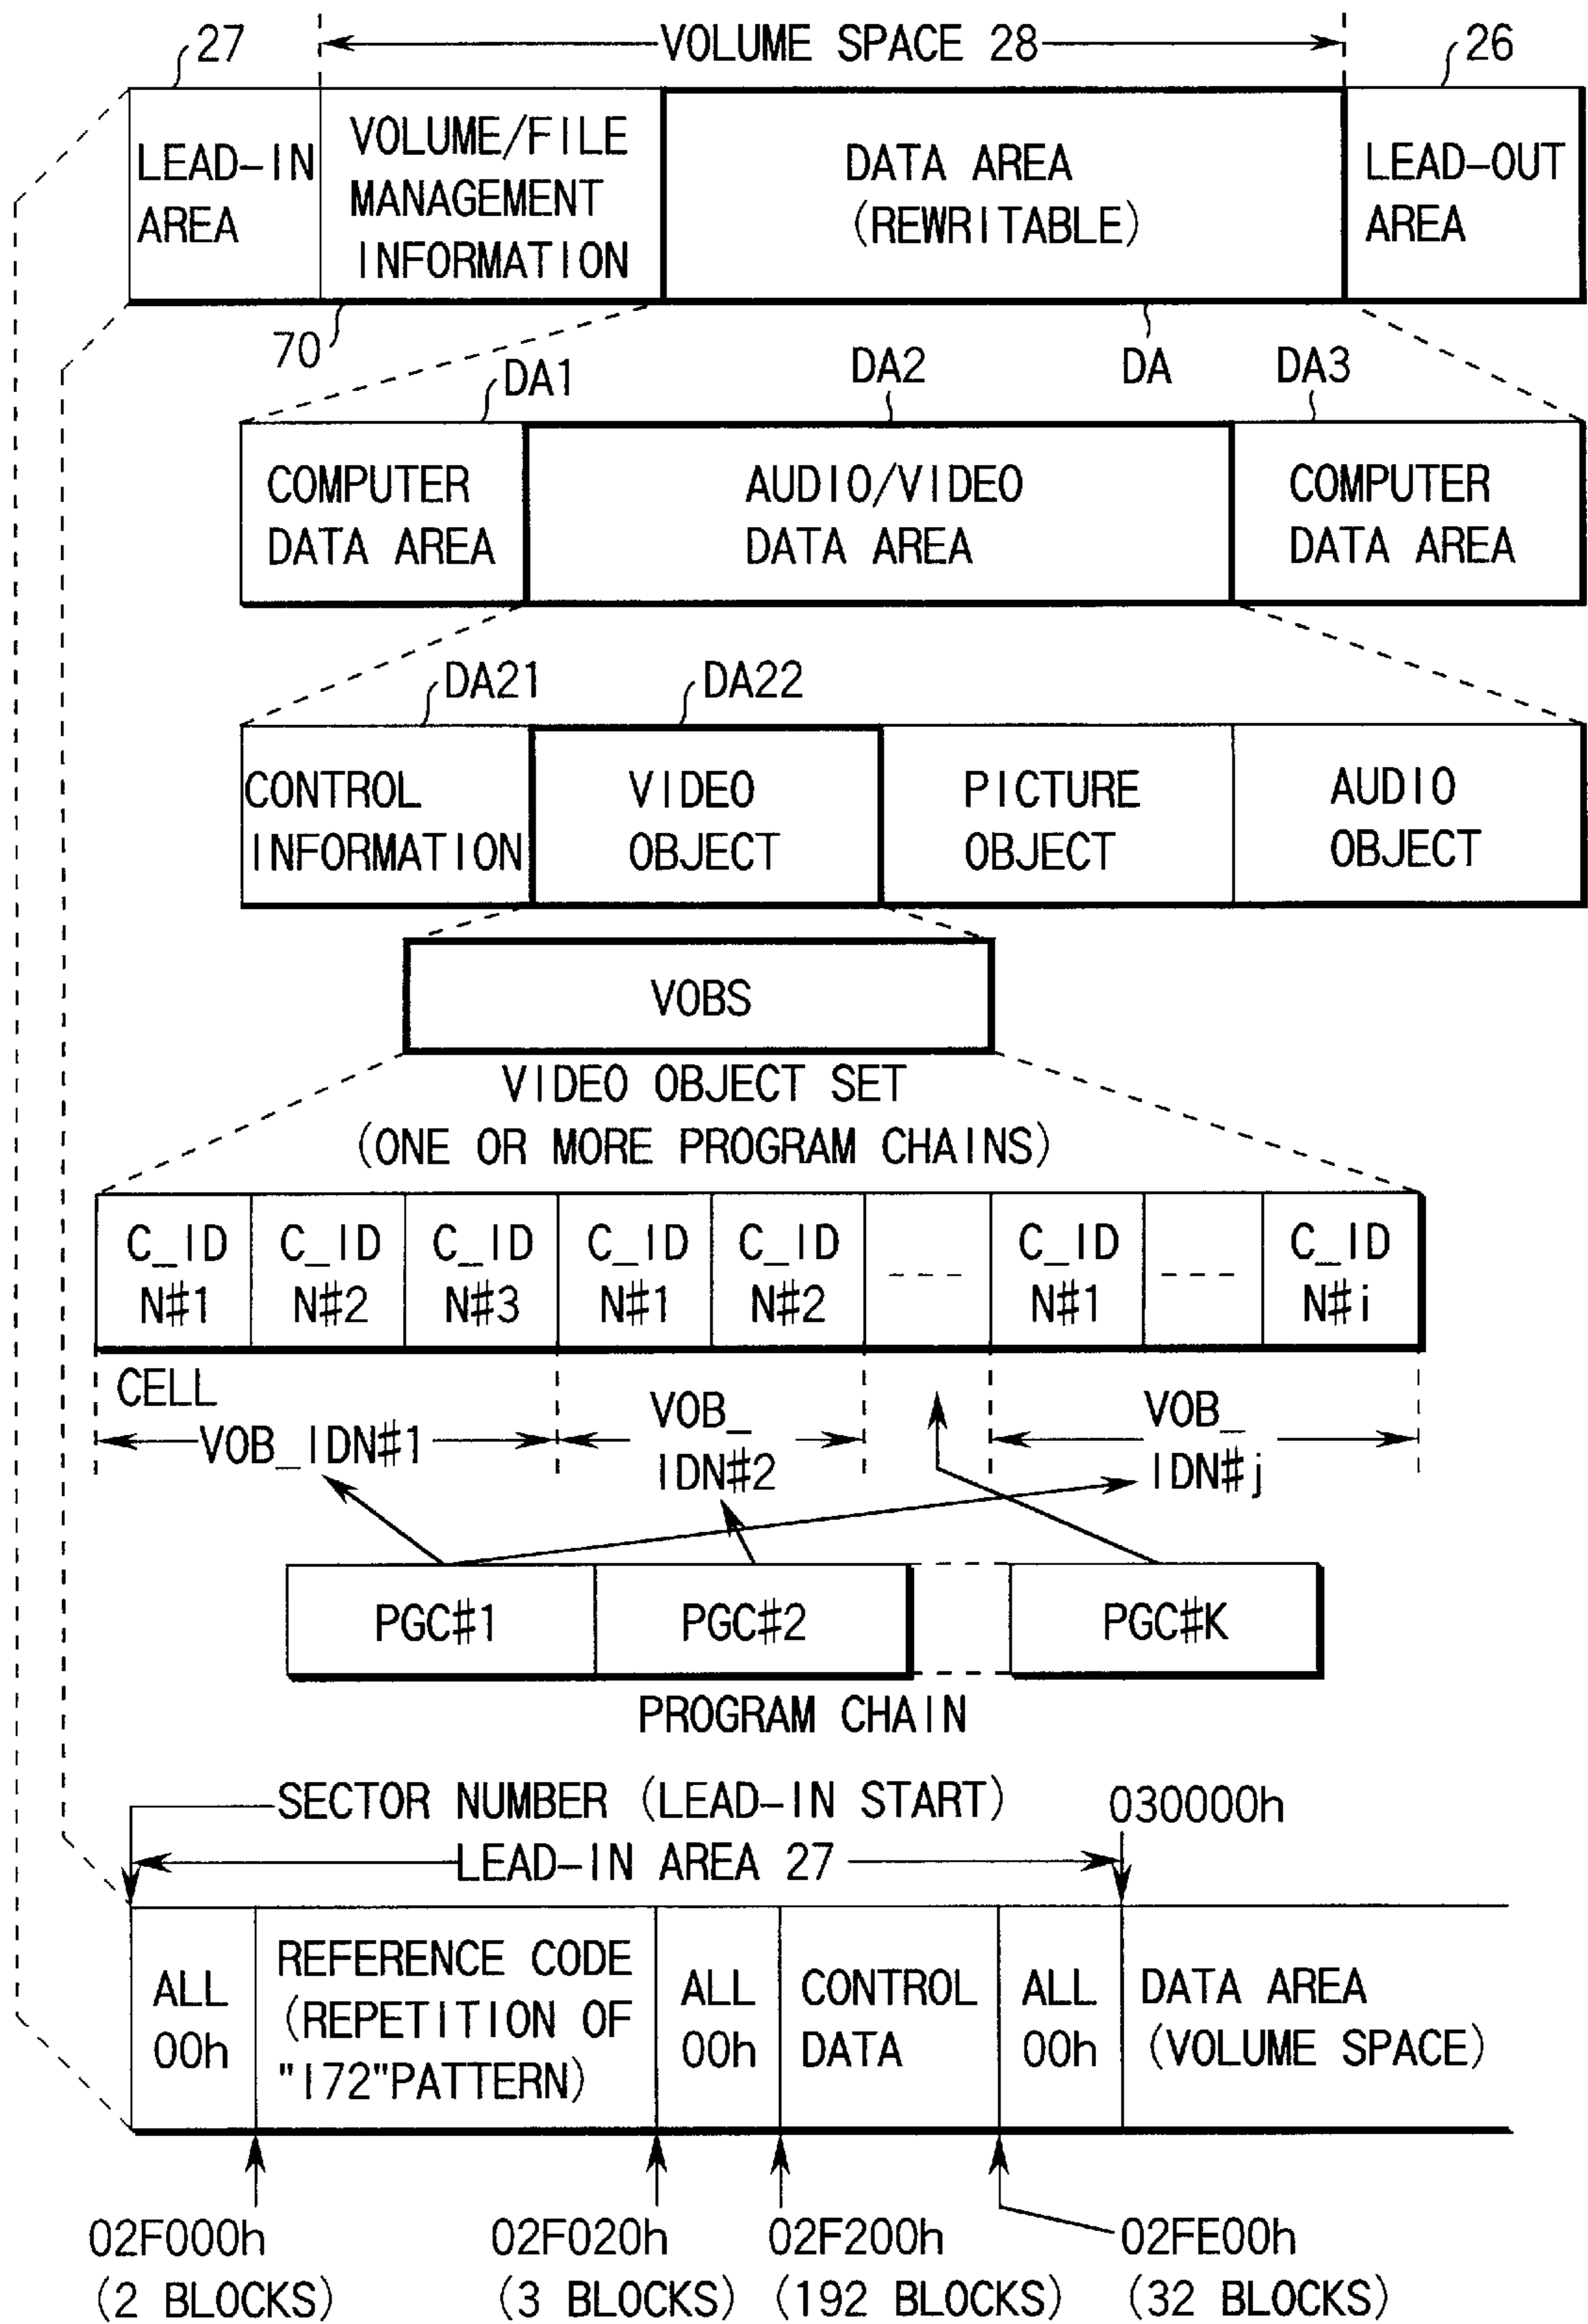 27
VOLUME SPACE 28
26
LEAD-IN
AREA
VOLUME/FILE
MANAGEMENT
INFORMATION
DATA AREA
(REWRITABLE)
LEAD-OUT
AREA
70
DA1
DA2
DA
DA3
COMPUTER
DATA AREA
AUDIO/VIDEO
DATA AREA
COMPUTER
DATA AREA
DA21
DA22
CONTROL
INFORMATION
VIDEO
OBJECT
PICTURE
OBJECT
AUDIO
OBJECT
VOBS
VIDEO OBJECT SET
(ONE OR MORE PROGRAM CHAINS)
C_ID
N#1
C_ID
N#2
C_ID
N#3
C_ID
N#1
C_ID
N#2
----
C_ID
N#1
----
C_ID
N#i
CELL
VOB_IDN#1
VOB_
IDN#2
VOB_
IDN#j
PGC#1
PGC#2
PGC#K
PROGRAM CHAIN
SECTOR NUMBER (LEAD-IN START)
030000h
LEAD-IN AREA 27
ALL
00h
REFERENCE CODE
(REPETITION OF
"172"PATTERN)
ALL
00h
CONTROL
DATA
ALL
00h
DATA AREA
(VOLUME SPACE)
02F000h
(2 BLOCKS)
02F020h
(3 BLOCKS)
02F200h
(192 BLOCKS)
02FE00h
(32 BLOCKS)